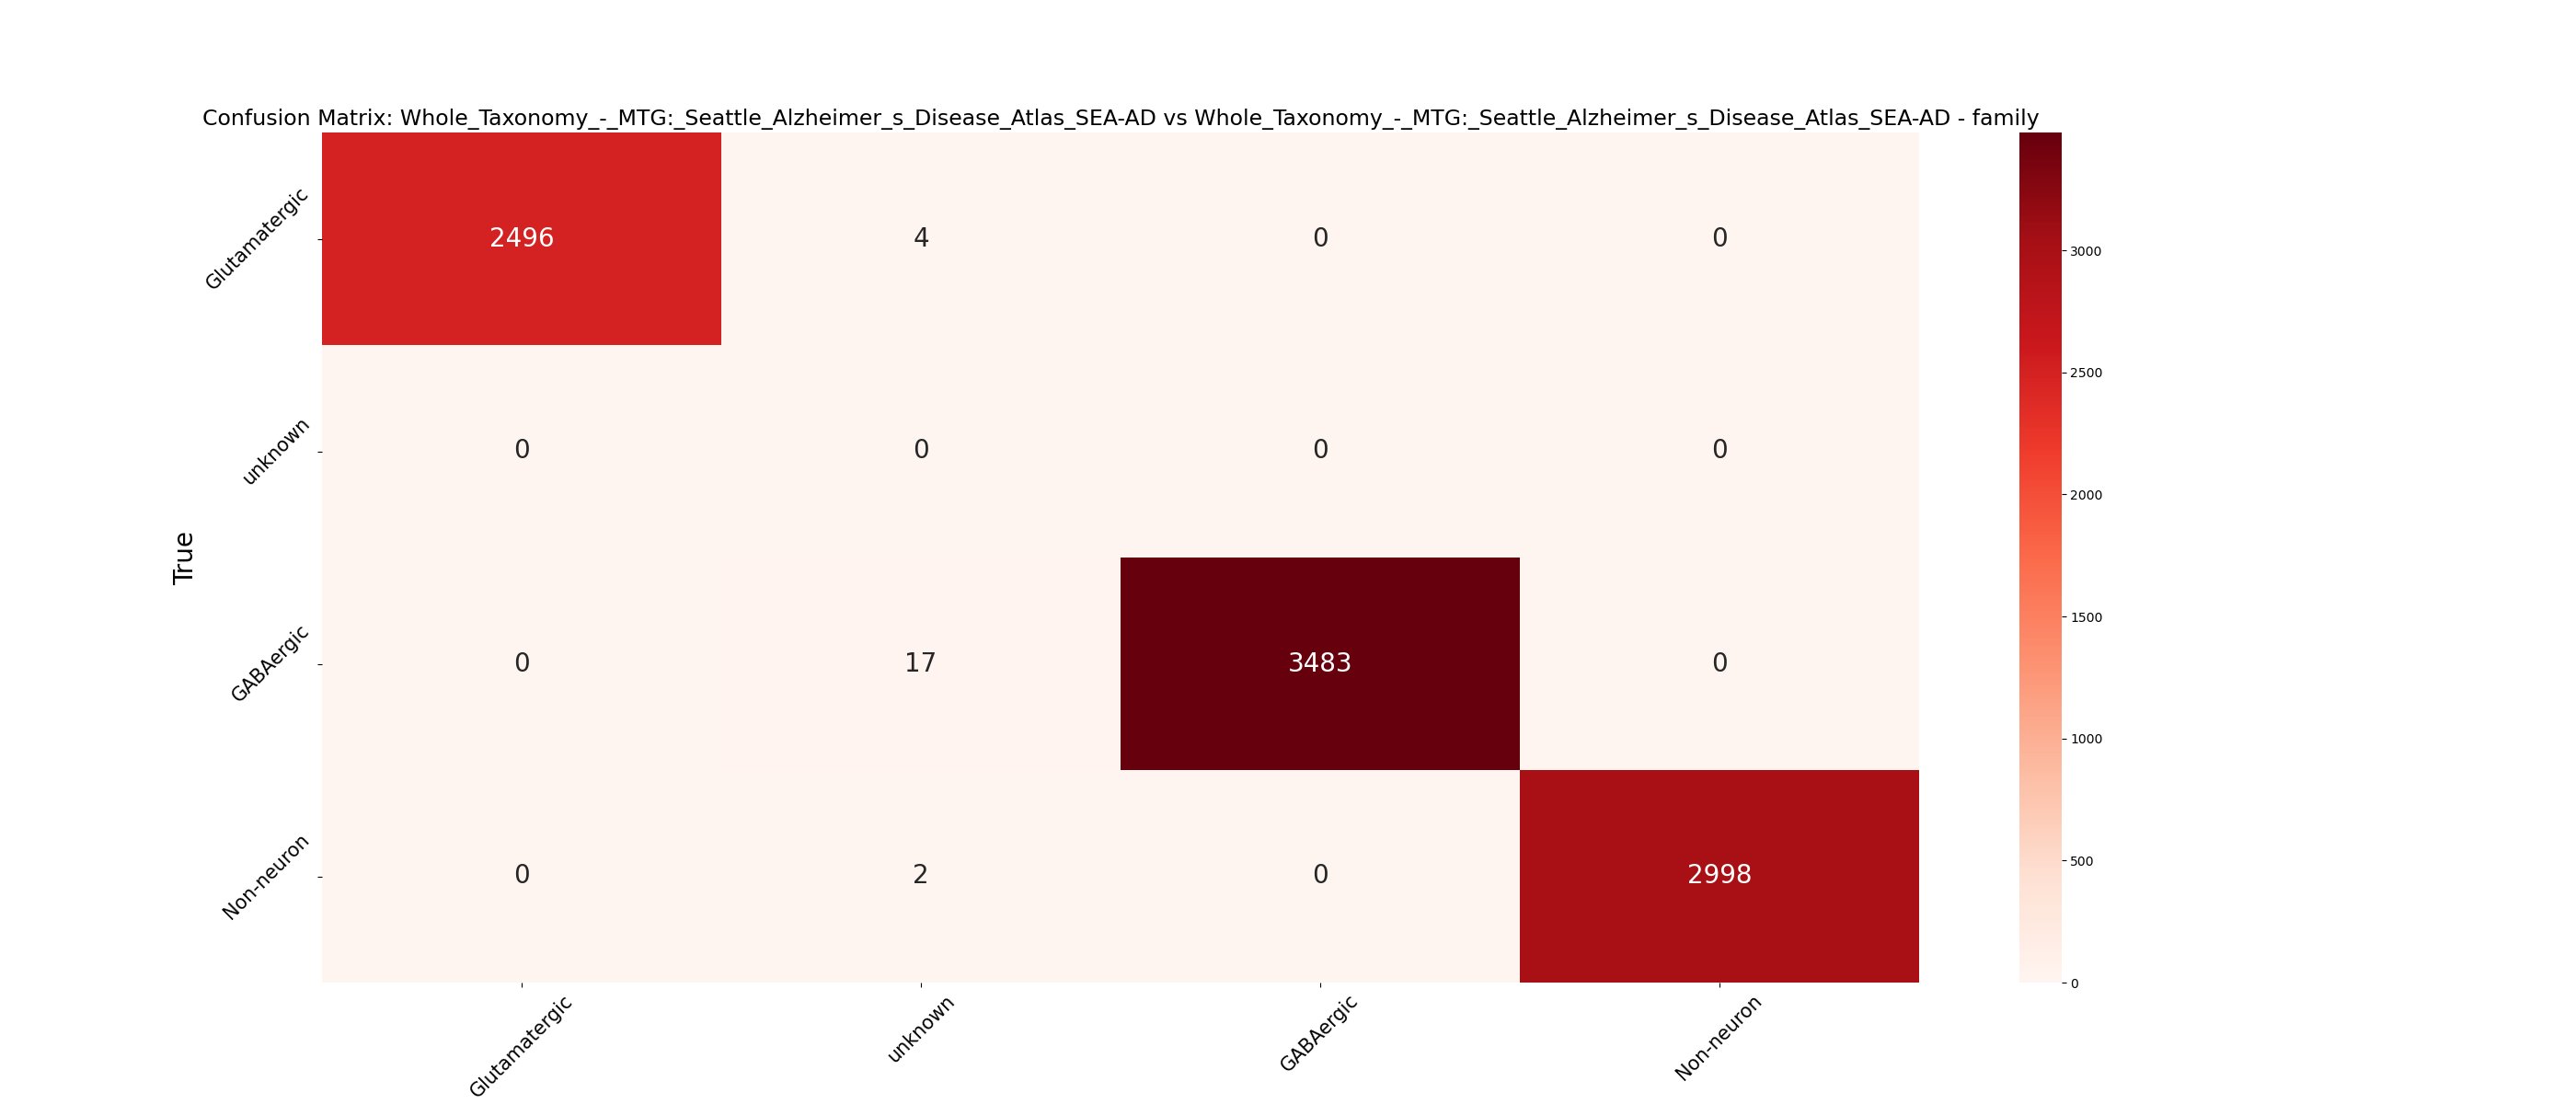 Confusion Matrix: Whole_Taxonomy_-_MTG:_Seattle_Alzheimer_s_Disease_Atlas_SEA-AD vs Whole_Taxonomy_-_MTG:_Seattle_Alzheimer_s_Disease_Atlas_SEA-AD - family
True
Glutamatergic
2496 4 0 0
unknown
0 0 0 0
GABAergic
0 17 3483 0
Non-neuron
0 2 0 2998
Glutamatergic unknown GABAergic Non-neuron
3000
2500
2000
1500
1000
500
0